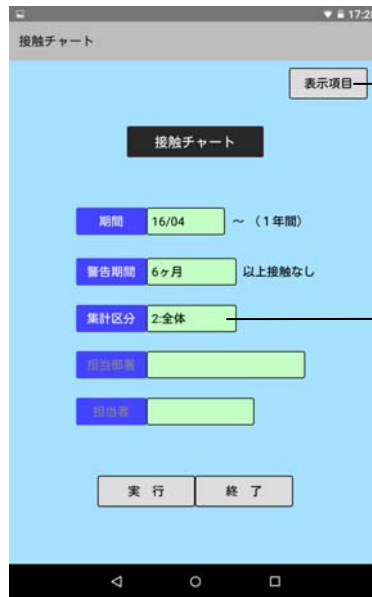 17:28
接触チャート
表示項目
接触チャート
期間 16/04 ～ （1年間）
警告期間 6ヶ月 以上接触なし
集計区分 2:全体
担当部署
担当者
実 行 終 了